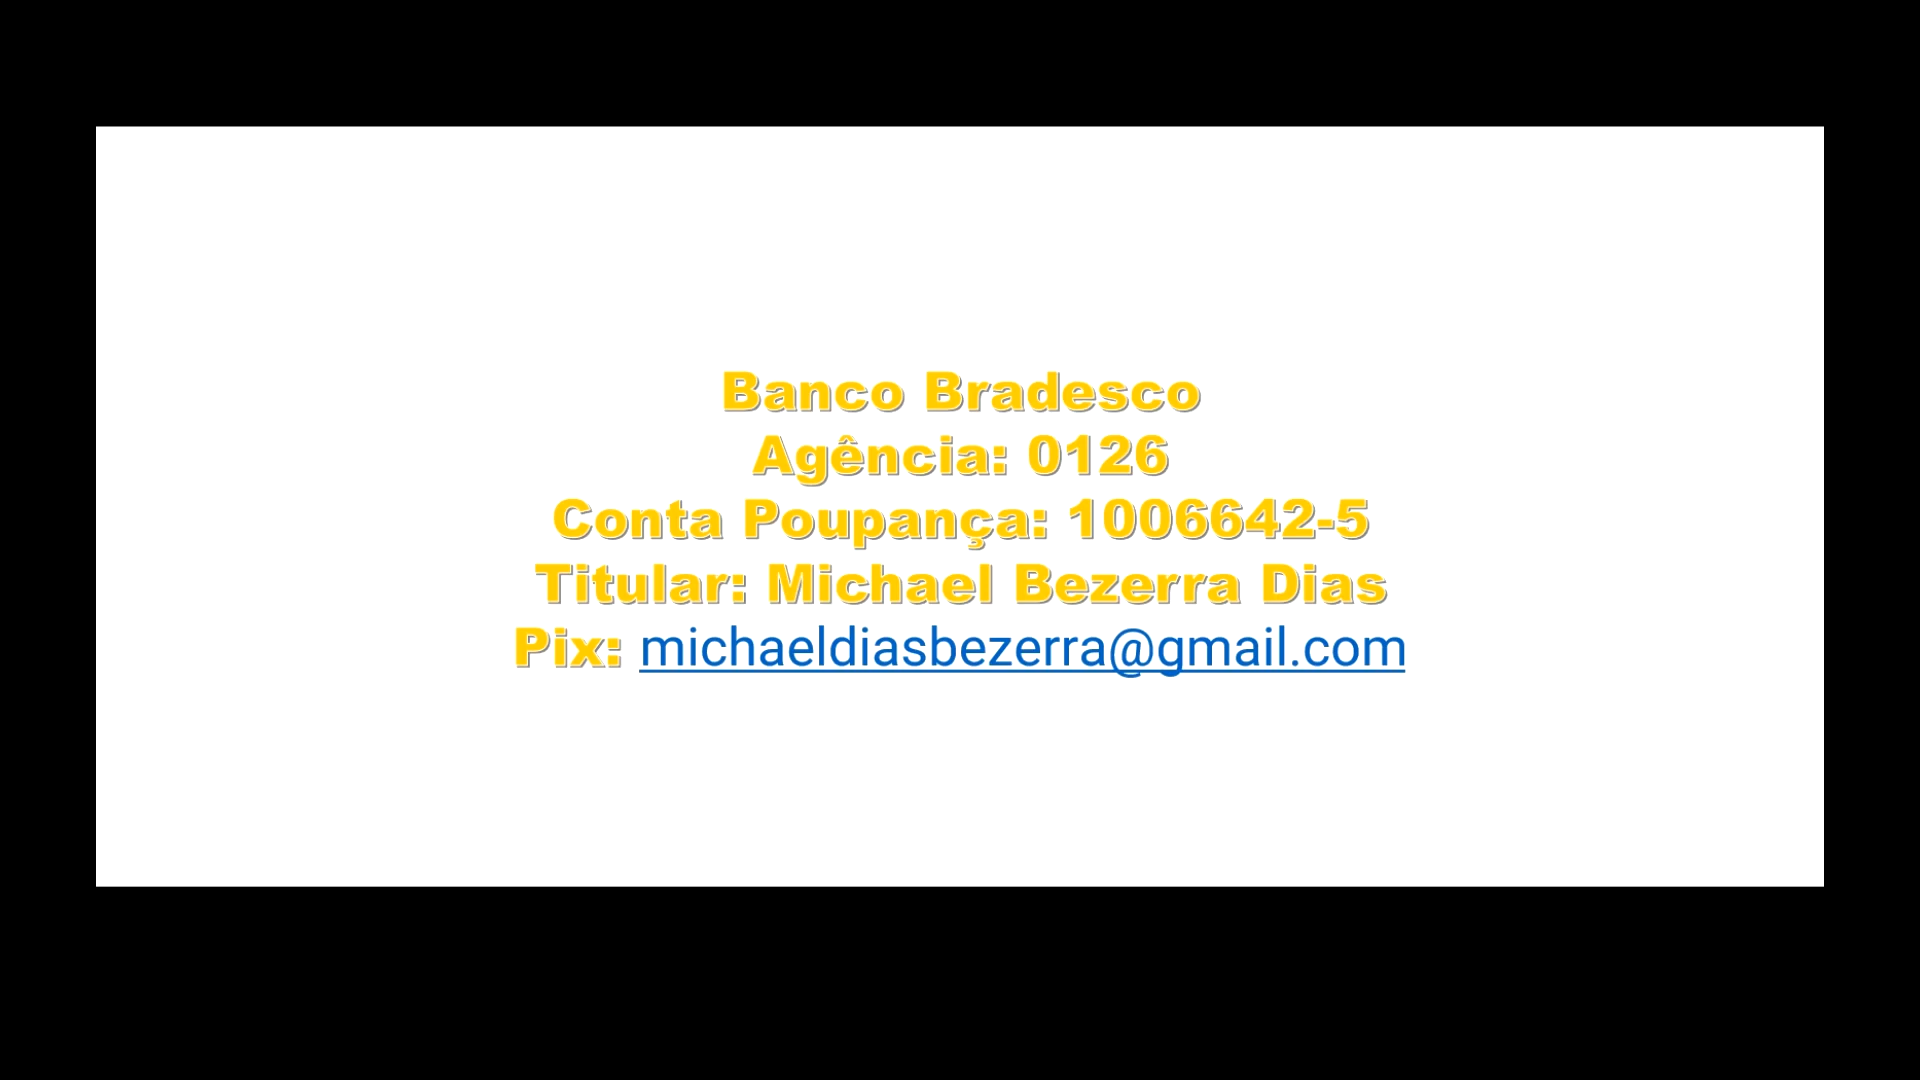 Banco Bradesco
Agência: 0126
Conta Poupança: 1006642-5
Titular: Michael Bezerra Dias
Pix: michaeldiasbezerra@gmail.com